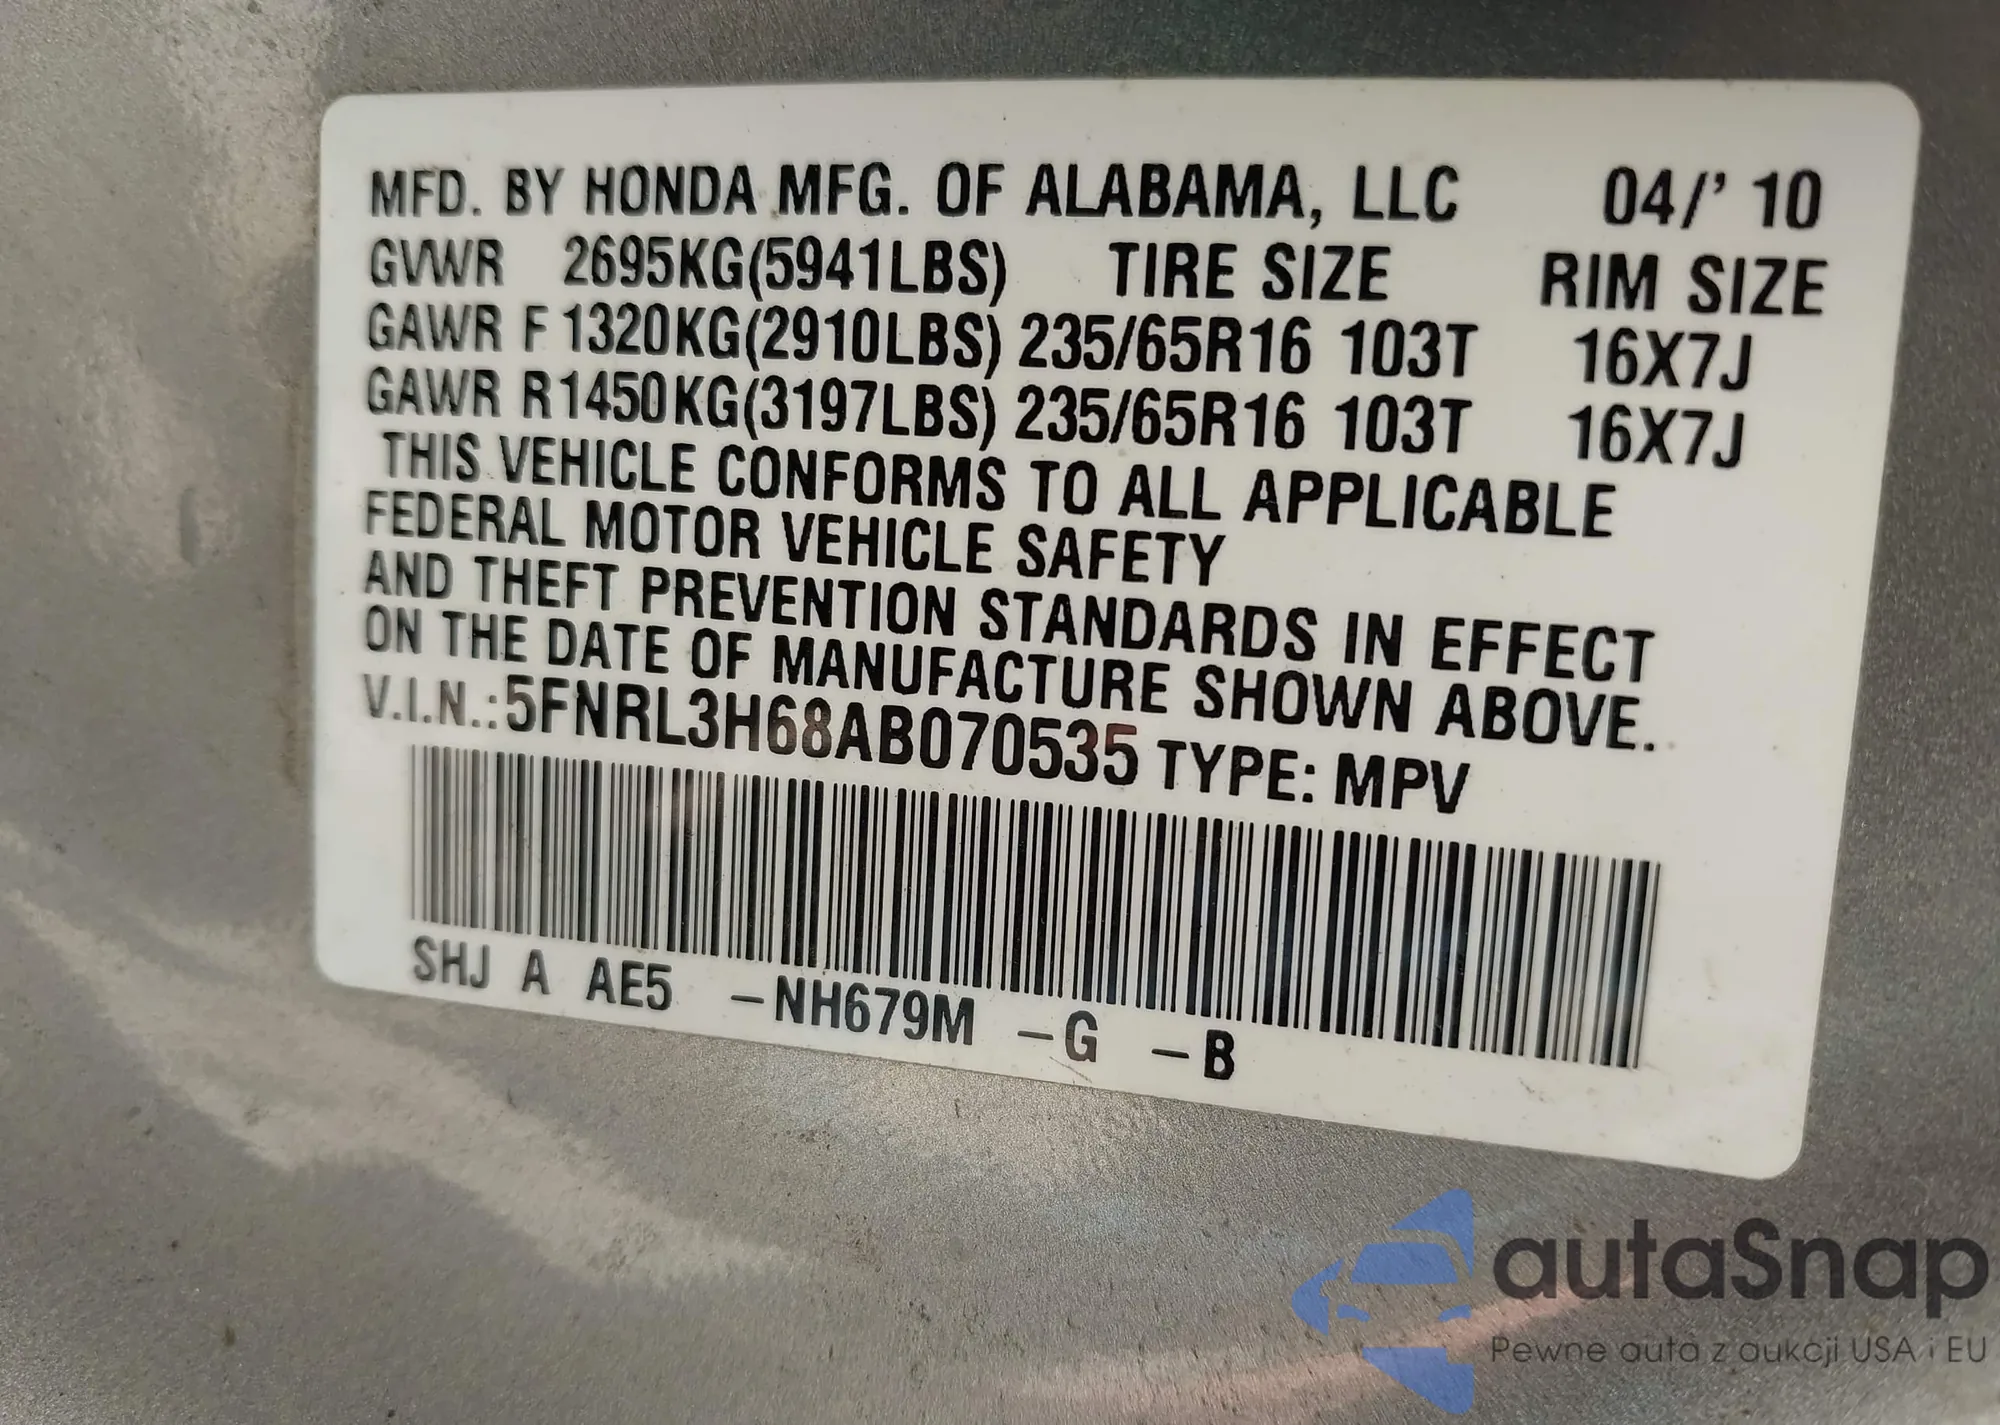 MFD. BY HONDA MFG. OF ALABAMA, LLC 04/' 10
GVWR 2695KG(5941LBS) TIRE SIZE RIM SIZE
GAWR F 1320KG(2910LBS) 235/65R16 103T 16X7J
GAWR R1450KG(3197LBS) 235/65R16 103T 16X7J
THIS VEHICLE CONFORMS TO ALL APPLICABLE
FEDERAL MOTOR VEHICLE SAFETY
AND THEFT PREVENTION STANDARDS IN EFFECT
ON THE DATE OF MANUFACTURE SHOWN ABOVE.
V.I.N.:5FNRL3H68AB070535 TYPE: MPV
SHJ A AE5 –NH679M –G –B
autaSnap
Pewne auta z aukcji USA i EU